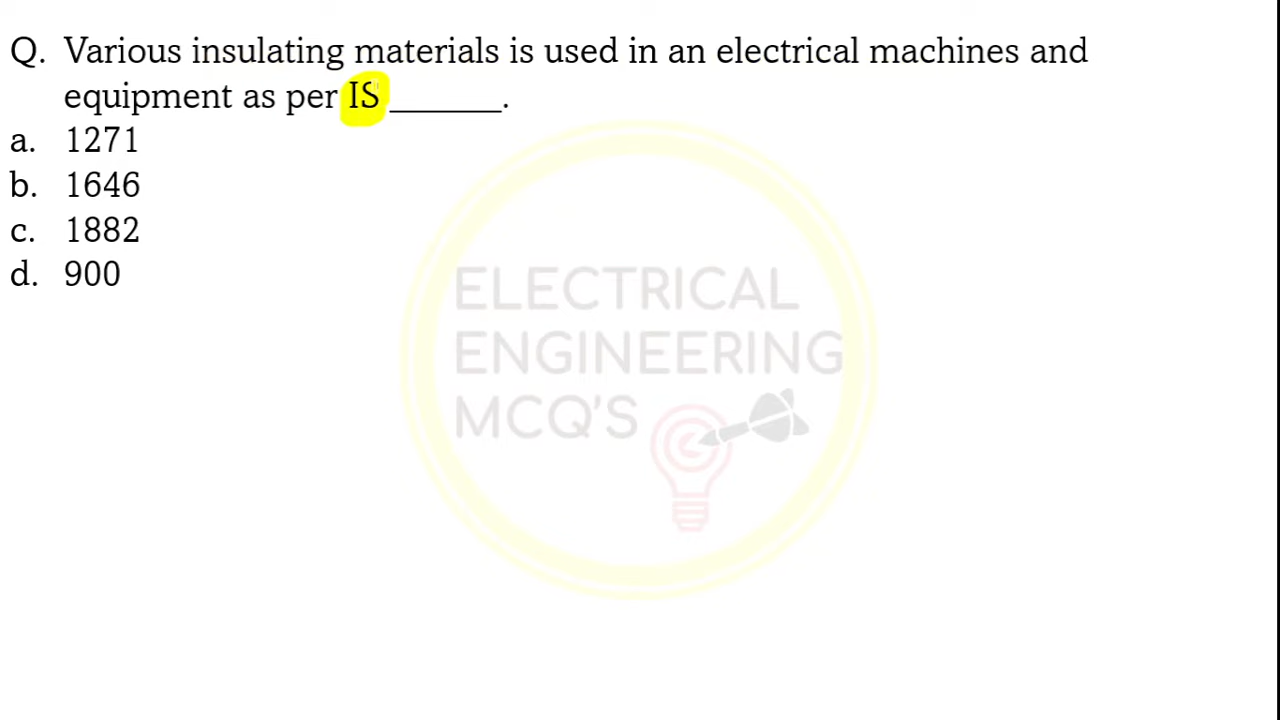 Q. Various insulating materials is used in an electrical machines and
equipment as per IS ______.
a. 1271
b. 1646
c. 1882
d. 900
ELECTRICAL
ENGINEERING
MCQ'S